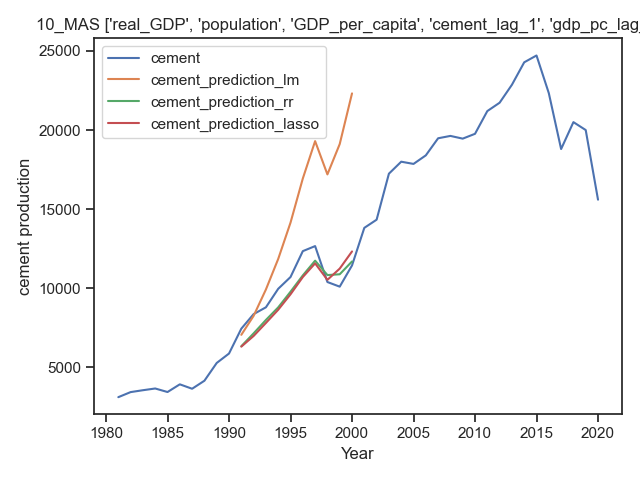 10_MAS ['real_GDP', 'population', 'GDP_per_capita', 'cement_lag_1', 'gdp_pc_lag_
cement
cement_prediction_lm
cement_prediction_rr
cement_prediction_lasso
25000
20000
15000
10000
5000
cement production
1980 1985 1990 1995 2000 2005 2010 2015 2020
Year